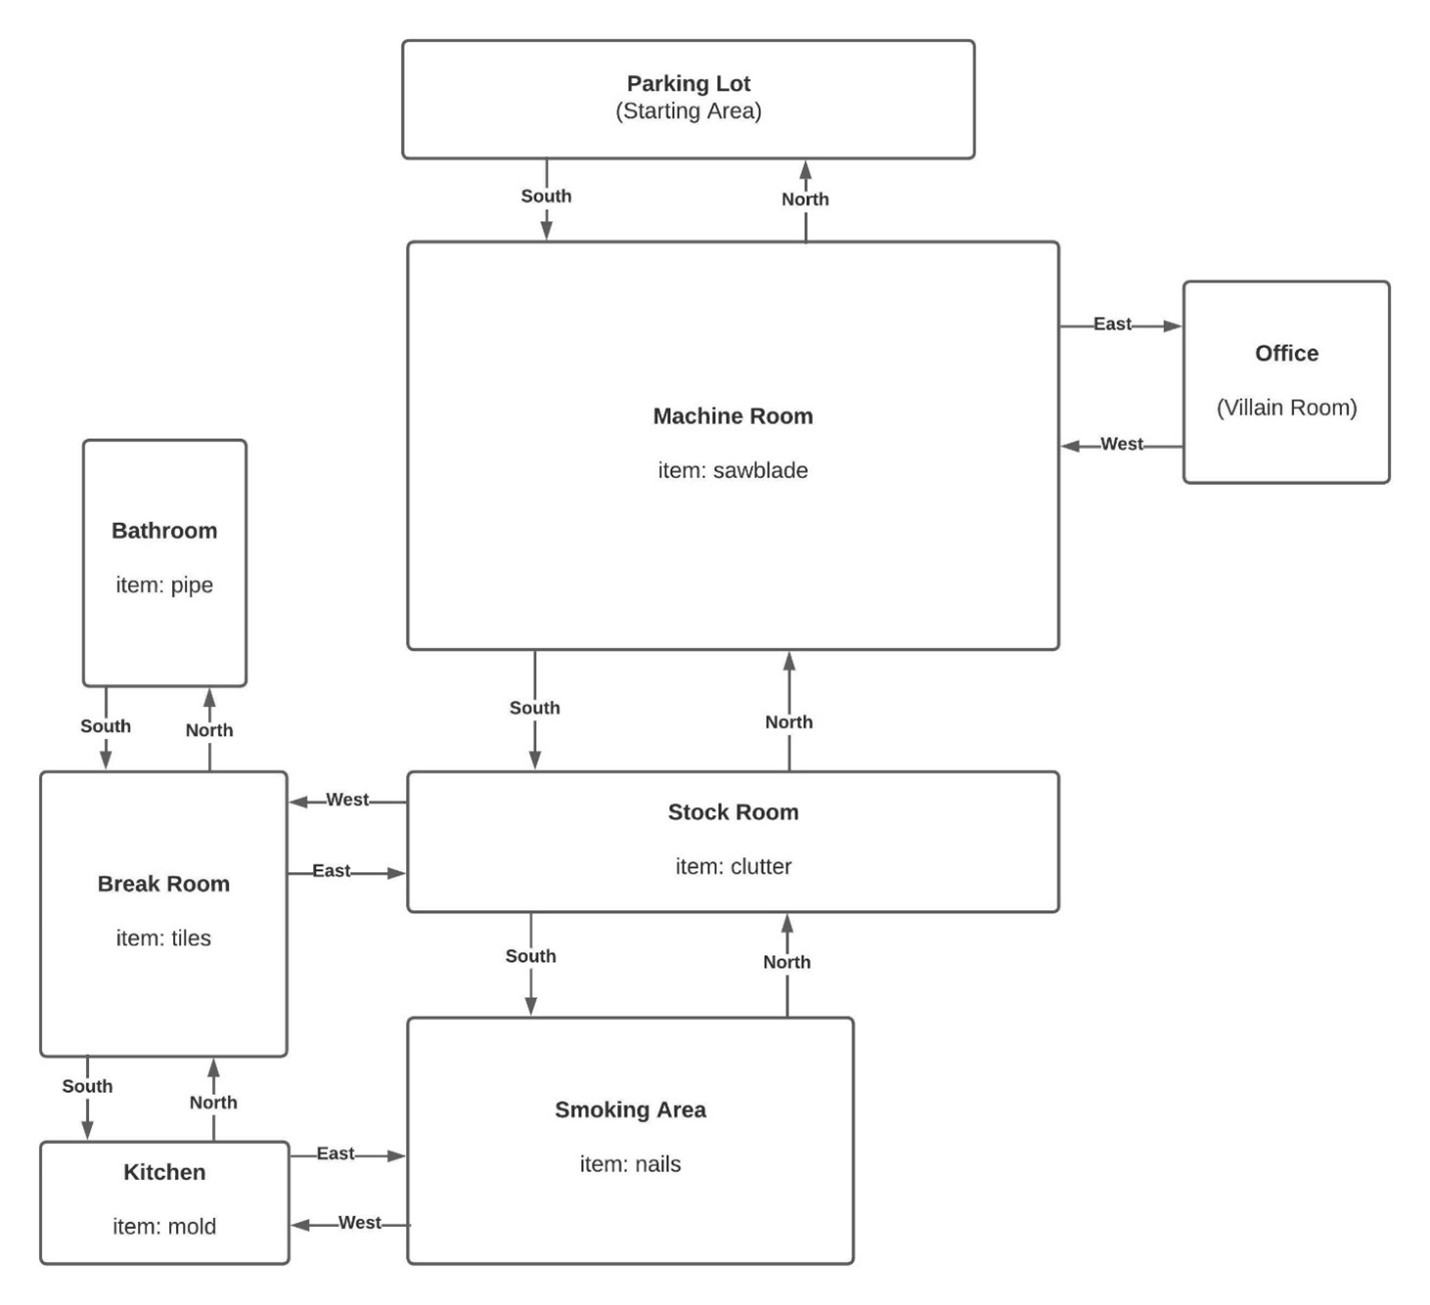 Parking Lot
(Starting Area)
South
North
Machine Room
item: sawblade
East
Office
(Villain Room)
West
Bathroom
item: pipe
South
North
South
North
West
Stock Room
item: clutter
East
Break Room
item: tiles
South
North
South
North
Smoking Area
item: nails
Kitchen
item: mold
East
West